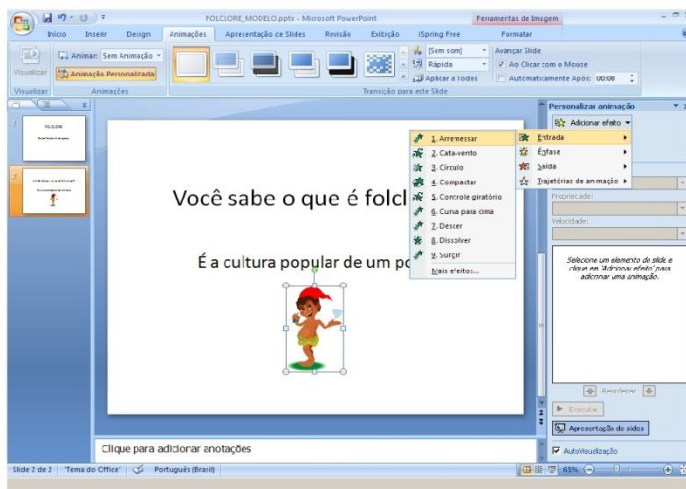 FOLCLORE_MODELO.pptx - Microsoft PowerPoint
Ferramentas de Imagem
Início Inserir Design Animações Apresentação de Slides Revisão Exibição iSpring Free Formatar
Visualizar
Visualizar
Animar: Sem Animação
Animação Personalizada
Animações
[Sem som]
Rápida
Aplicar a Todos
Transição para este Slide
Avançar Slide
Ao Clicar com o Mouse
Automaticamente Após: 00:00
1
FOLCLORE
2
Personalizar animação
Adicionar efeito
Entrada
Ênfase
Saída
Trajetórias de animação
1. Arremessar
2. Cata-vento
3. Círculo
4. Compactar
5. Controle giratório
6. Curva para cima
7. Descer
8. Dissolver
9. Surgir
Mais efeitos...
Propriedade:
Velocidade:
Selecione um elemento do slide e
clique em 'Adicionar efeito' para
adicionar uma animação.
Você sabe o que é folcl
É a cultura popular de um po
Reordenar
Executar
Apresentação de slides
AutoVisualização
Clique para adicionar anotações
Slide 2 de 2 'Tema do Office' Português (Brasil) 65%